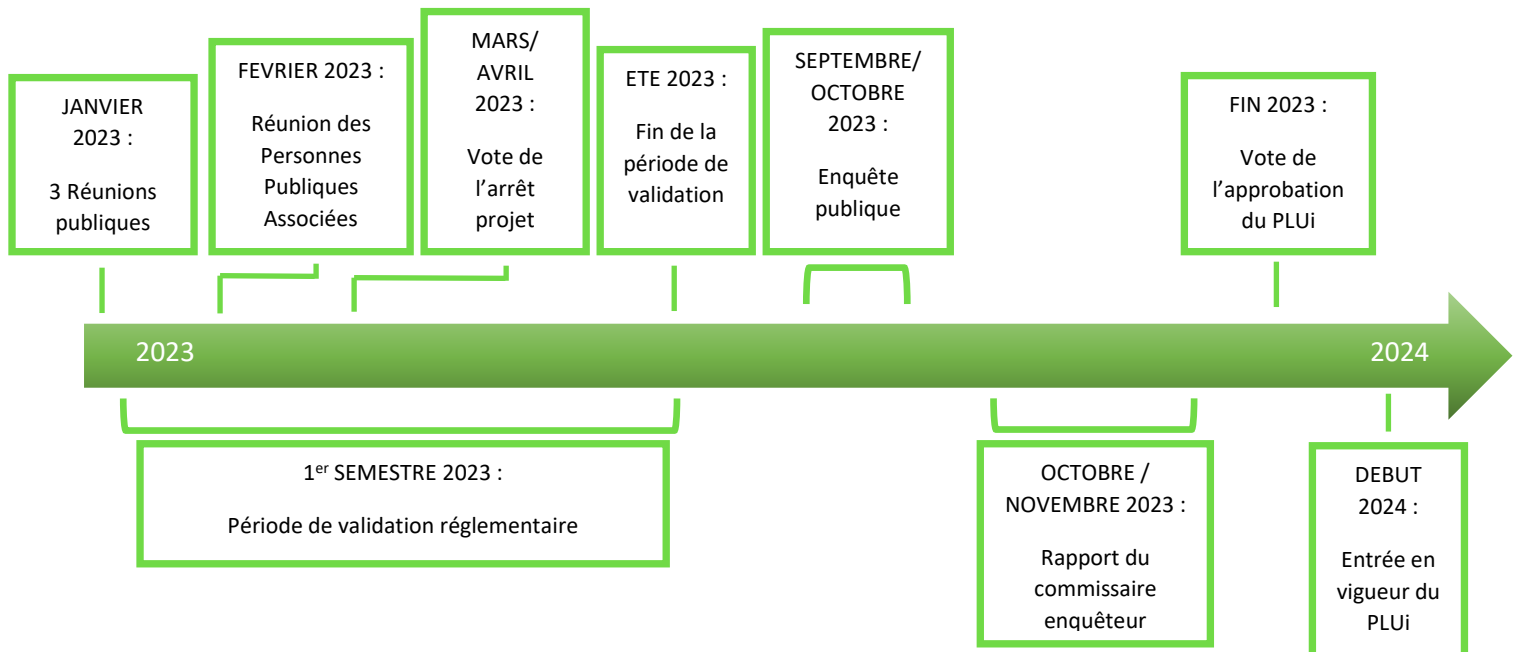 JANVIER
2023 :
3 Réunions
publiques
FEVRIER 2023 :
Réunion des
Personnes
Publiques
Associées
MARS/
AVRIL
2023 :
Vote de
l’arrêt
projet
ETE 2023 :
Fin de la
période de
validation
SEPTEMBRE/
OCTOBRE
2023 :
Enquête
publique
FIN 2023 :
Vote de
l’approbation
du PLUi
2023
2024
1er SEMESTRE 2023 :
Période de validation réglementaire
OCTOBRE /
NOVEMBRE 2023 :
Rapport du
commissaire
enquêteur
DEBUT
2024 :
Entrée en
vigueur du
PLUi